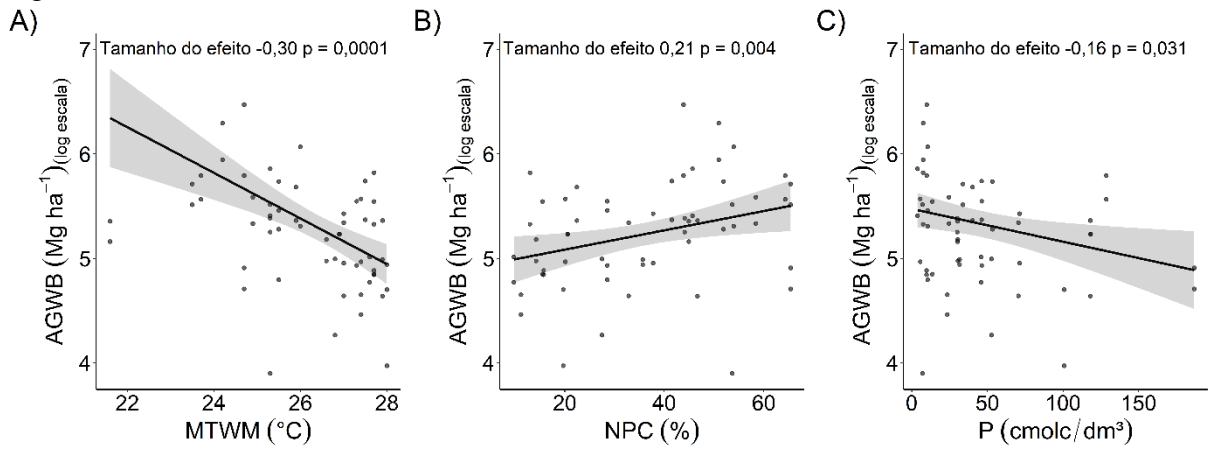 A)
Tamanho do efeito -0,30 p = 0,0001
7
6
5
4
AGWB (Mg ha⁻¹)(log escala)
22
24
26
28
MTWM (°C)
B)
Tamanho do efeito 0,21 p = 0,004
7
6
5
4
AGWB (Mg ha⁻¹)(log escala)
20
40
60
NPC (%)
C)
Tamanho do efeito -0,16 p = 0,031
7
6
5
4
AGWB (Mg ha⁻¹)(log escala)
0
50
100
150
P (cmolc/dm³)